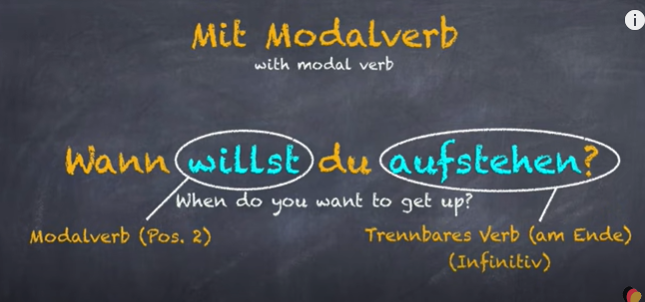 Mit Modalverb
with modal verb
Wann willst du aufstehen?
When do you want to get up?
Modalverb (Pos. 2)
Trennbares Verb (am Ende)
(Infinitiv)
i